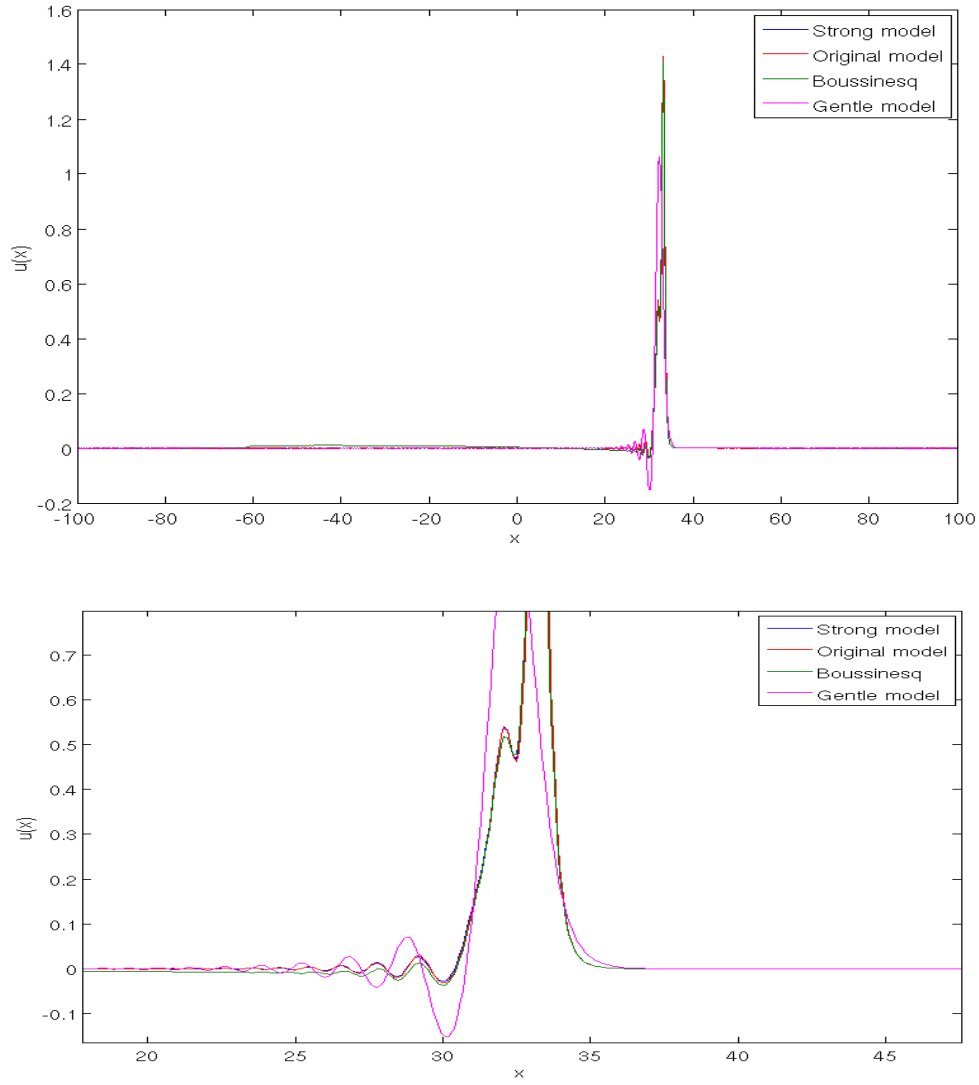 1.6
1.4
1.2
1
0.8
0.6
0.4
0.2
0
-0.2
u(x)
Strong model
Original model
Boussinesq
Gentle model
-100 -80 -60 -40 -20 0 20 40 60 80 100
x
0.7
0.6
0.5
0.4
0.3
0.2
0.1
0
-0.1
u(x)
Strong model
Original model
Boussinesq
Gentle model
20 25 30 35 40 45
x